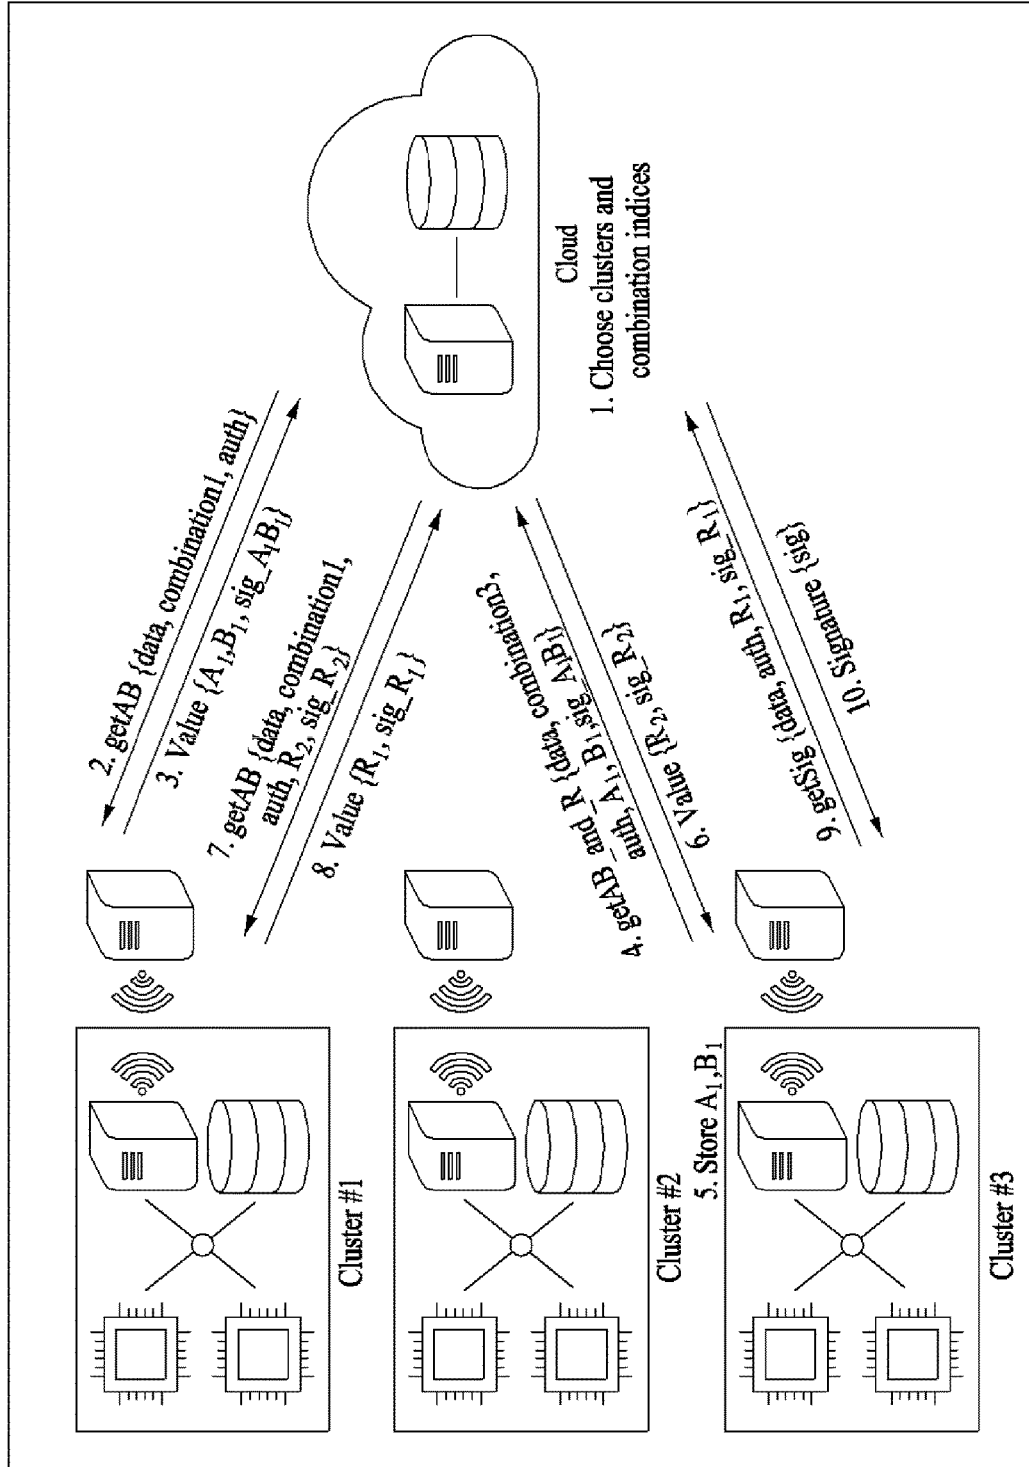 Cloud
1. Choose clusters and
combination indices
2. getAB {data, combination1, auth}
3. Value {A1,B1, sig_A1B1}
7. getAB {data, combination1,
auth, R2, sig_R2}
8. Value {R1, sig_R1}
4. getAB_and_R {data, combination3,
auth, A1, B1,sig_A1B1}
6. Value {R2, sig_R2}
9. getSig {data, auth, R1, sig_R1}
10. Signature {sig}
5. Store A1,B1
Cluster #1
Cluster #2
Cluster #3